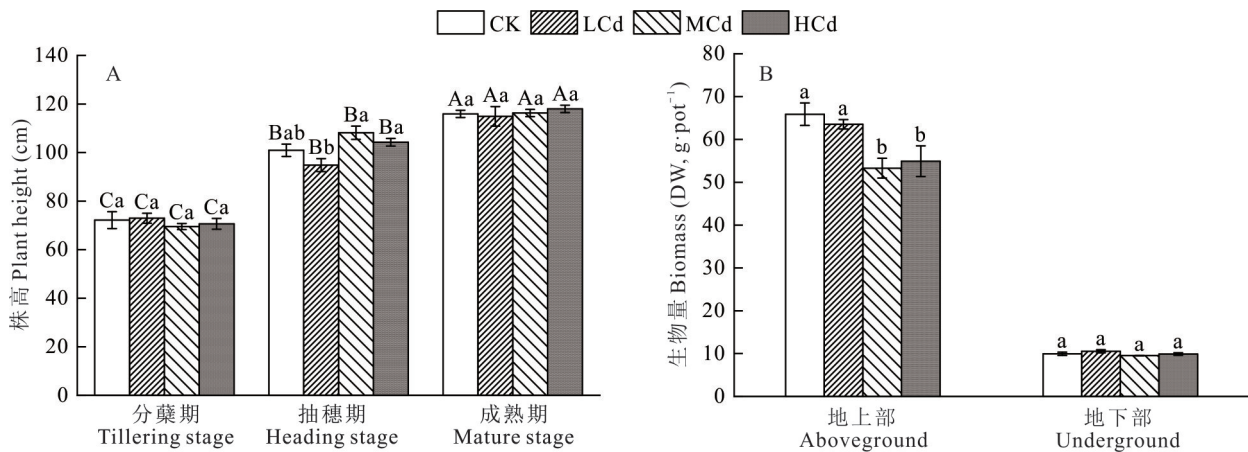 CK LCd MCd HCd
A
株高 Plant height (cm)
140
120
100
80
60
40
20
0
Ca Ca Ca Ca
Bab Bb Ba Ba
Aa Aa Aa Aa
分蘖期 抽穗期 成熟期
Tillering stage Heading stage Mature stage
B
生物量 Biomass (DW, g·pot⁻¹)
80
70
60
50
40
30
20
10
0
a a b b
a a a a
地上部 地下部
Aboveground Underground